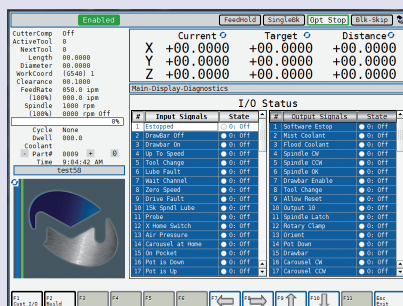 Enabled
FeedHold SingleBk Opt Stop Blk-Skip
CutterComp Off
ActiveTool 0
NextTool 0
Length 00.0000
Diameter 00.0000
WorkCoord (G540) 1
Clearance 00.1000
FeedRate 050.0 ipm
(100%) 000.0 ipm
Spindle 1000 rpm
(100%) 0000 rpm Off
0%
Cycle None
Dwell 000.0
Coolant
- Part# 0009 + 0
Time 9:04:42 AM
test58
Current Target Distance
X +00.0000 +00.0000 +00.0000
Y +00.0000 +00.0000 +00.0000
Z +00.0000 +00.0000 +00.0000
Main-Display-Diagnostics
I/O Status
# Input Signals State # Output Signals State
1 Estopped 0: Off 1 Software Estop 0: Off
2 DrawBar Off 0: Off 2 Mist Coolant 0: Off
3 Drawbar On 0: Off 3 Flood Coolant 0: Off
4 Up To Speed 0: Off 4 Spindle CW 0: Off
5 Tool Change 0: Off 5 Spindle CCW 0: Off
6 Lube Fault 0: Off 6 Spindle OK 0: Off
7 Wait Channel 0: Off 7 Drawbar Enable 0: Off
8 Zero Speed 0: Off 8 Tool Change 0: Off
9 Drive Fault 0: Off 9 Allow Reset 0: Off
10 15k Spndl Lube 0: Off 10 Output 10 0: Off
11 Probe 0: Off 11 Spindle Latch 0: Off
12 X Home Switch 0: Off 12 Rotary Clamp 0: Off
13 Air Pressure 0: Off 13 Orient 0: Off
14 Carousel at Home 0: Off 14 Pot Down 0: Off
15 On Pocket 0: Off 15 Drawbar 0: Off
16 Pot is Down 0: Off 16 Carousel CW 0: Off
17 Pot is Up 0: Off 17 Carousel CCW 0: Off
F1 F2 F3 F4 F5 F6 F7 F8 F9 F10 F11 Esc
Cust I/O Build Exit